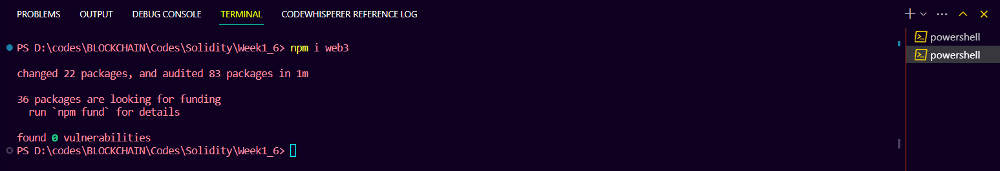 PROBLEMS OUTPUT DEBUG CONSOLE TERMINAL CODEWHISPERER REFERENCE LOG
powershell
powershell
PS D:\codes\BLOCKCHAIN\Codes\Solidity\Week1_6> npm i web3
changed 22 packages, and audited 83 packages in 1m
36 packages are looking for funding
  run `npm fund` for details
found 0 vulnerabilities
PS D:\codes\BLOCKCHAIN\Codes\Solidity\Week1_6>